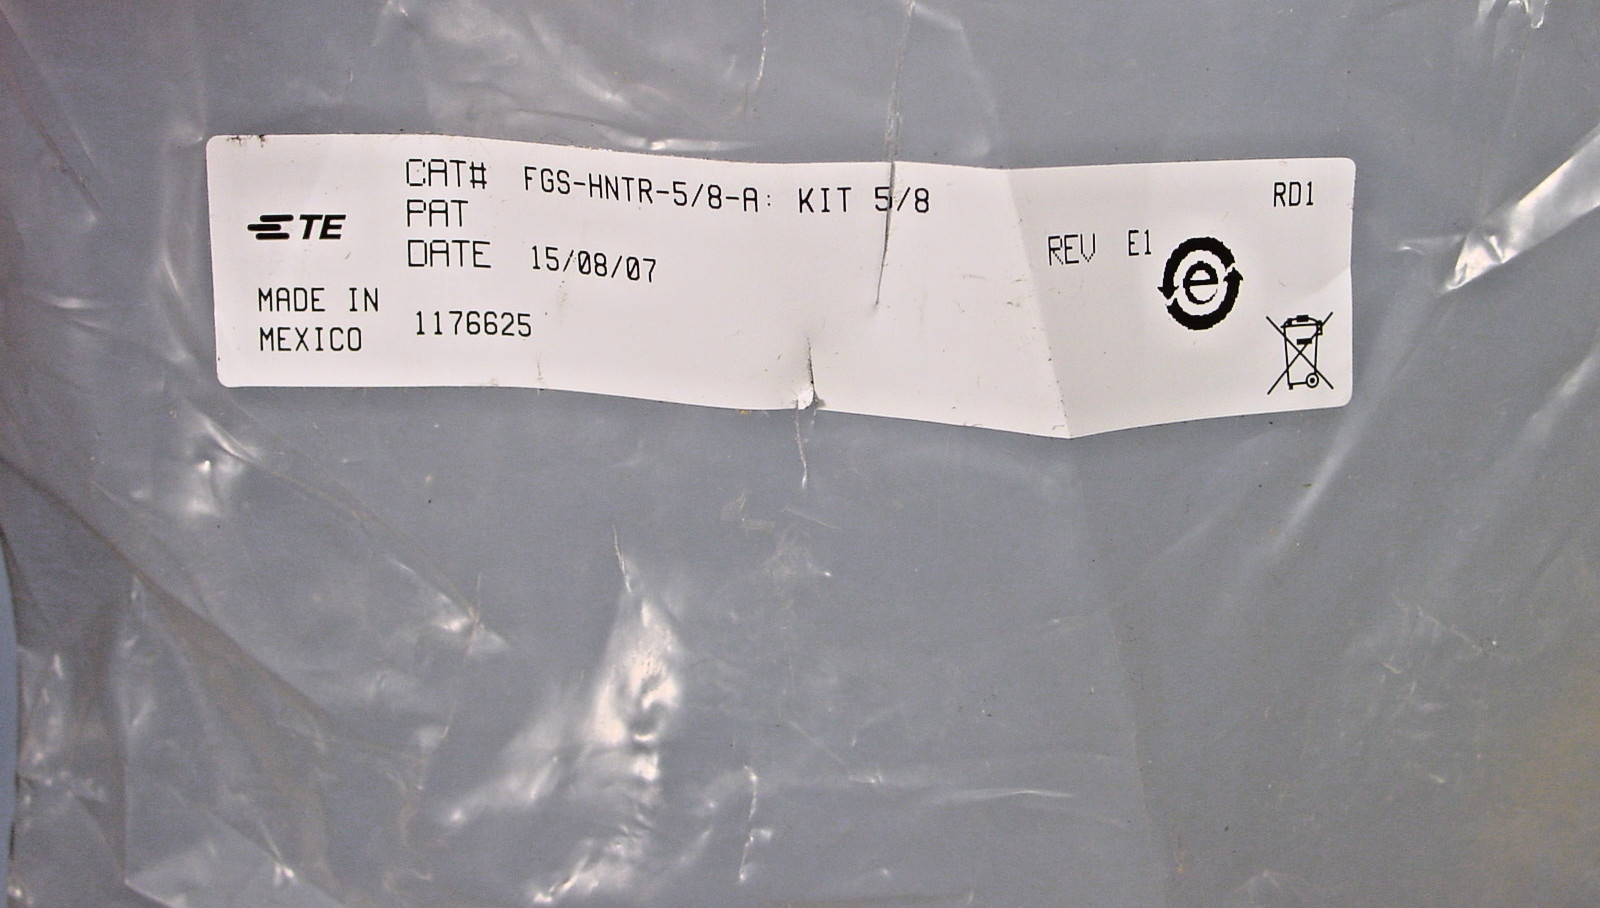 CAT# FGS-HNTR-5/8-A: KIT 5/8 RD1
TE PAT
DATE 15/08/07 REV E1 e
MADE IN
MEXICO 1176625